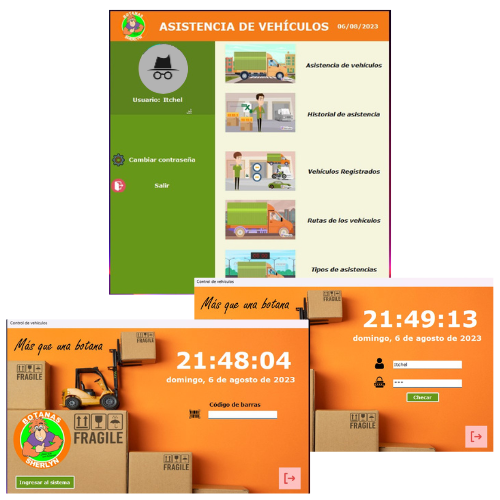 BOTANAS
SHERLYN
ASISTENCIA DE VEHÍCULOS
06/08/2023
Usuario: Itchel
Cambiar contraseña
Salir
Asistencia de vehículos
Historial de asistencia
Vehículos Registrados
Rutas de los vehículos
Tipos de asistencias
Control de vehículos
Más que una botana
FRAGILE
21:49:13
domingo, 6 de agosto de 2023
Itchel
***
Checar
FRAGILE
Control de vehículos
Más que una botana
FRAGILE
FRAGILE
21:48:04
domingo, 6 de agosto de 2023
Código de barras
BOTANAS
SHERLYN
FRAGILE
FRAGILE
Ingresar al sistema